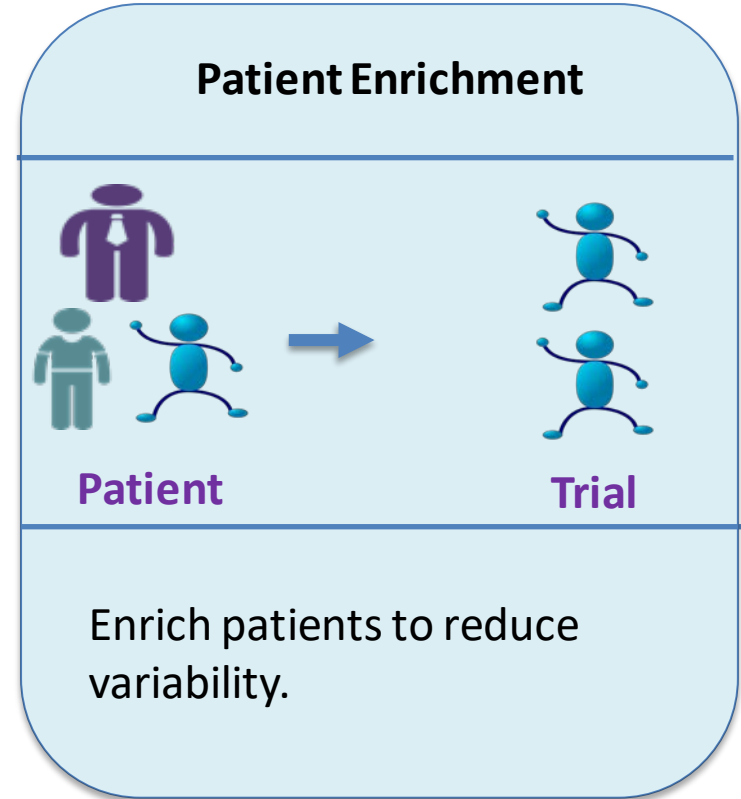 Patient Enrichment
Patient
Trial
Enrich patients to reduce
variability.